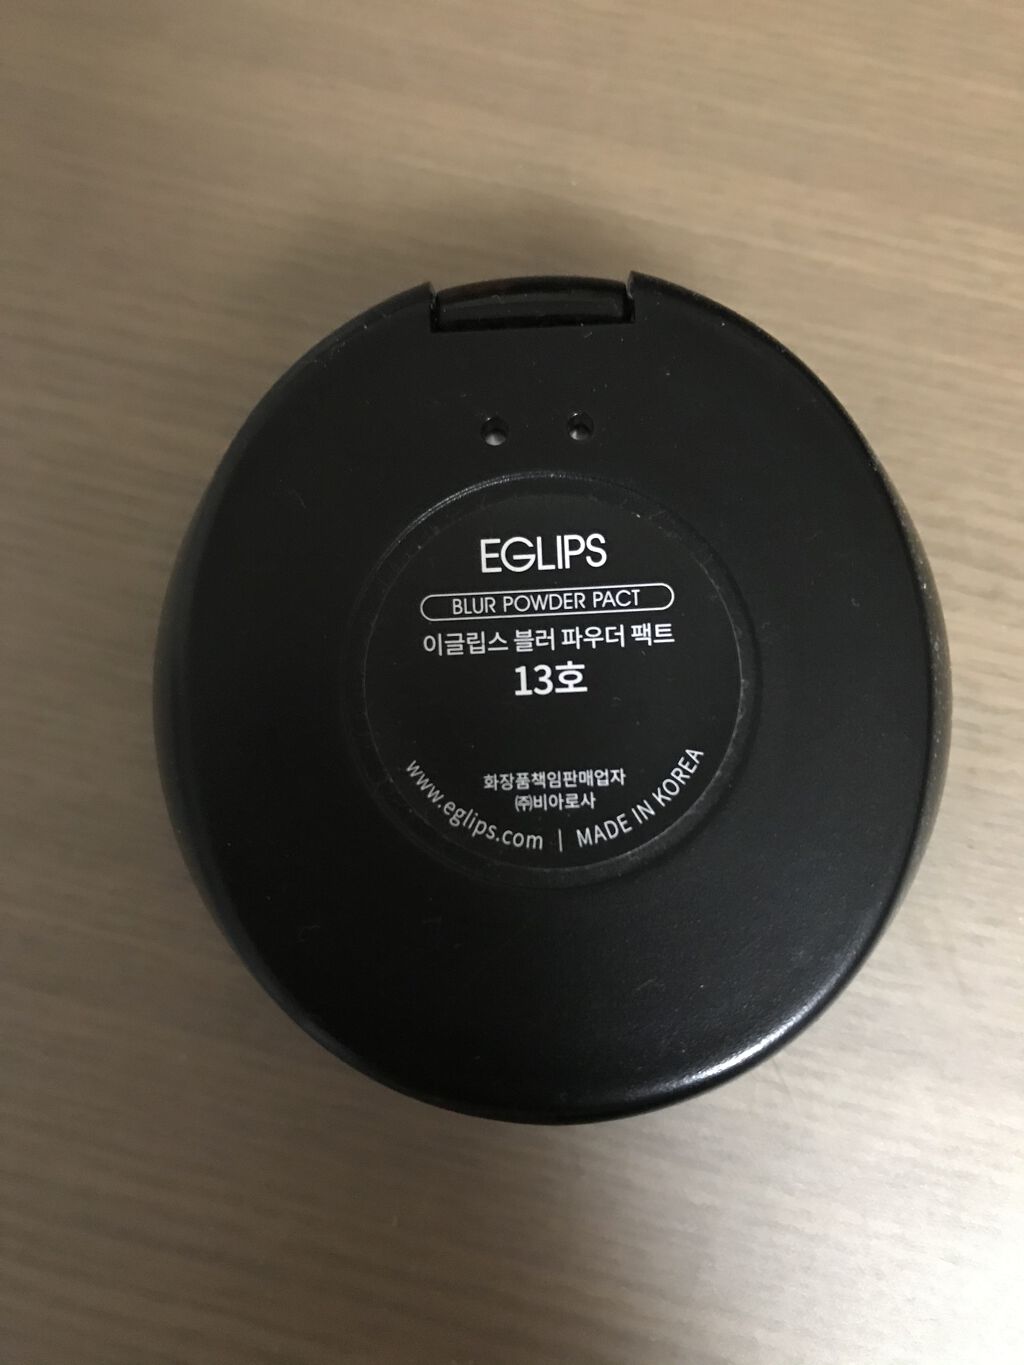 EGLIPS
BLUR POWDER PACT
이글립스 블러 파우더 팩트
13호
화장품책임판매업자
㈜비아로사
www.eglips.com | MADE IN KOREA